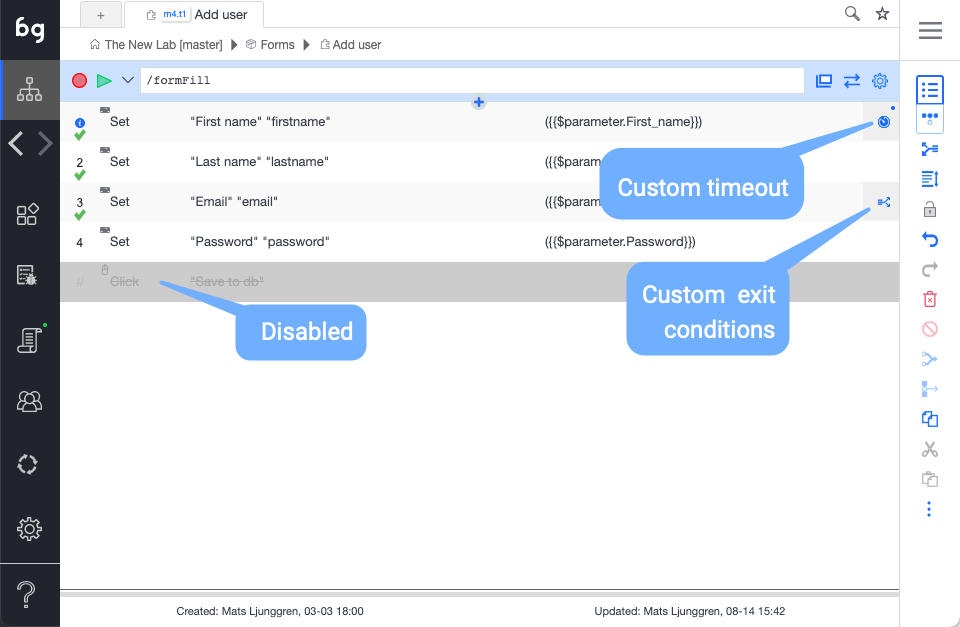 bg
+ m4.t1 Add user
The New Lab [master] Forms Add user
/formFill
+
Set "First name" "firstname" ({{{$parameter.First_name}}})
2 Set "Last name" "lastname" ({{{$param
Custom timeout
3 Set "Email" "email" ({{{$param
4 Set "Password" "password" ({{{$parameter.Password}}})
// Click "Save to db"
Custom exit
conditions
Disabled
Created: Mats Ljunggren, 03-03 18:00 Updated: Mats Ljunggren, 08-14 15:42